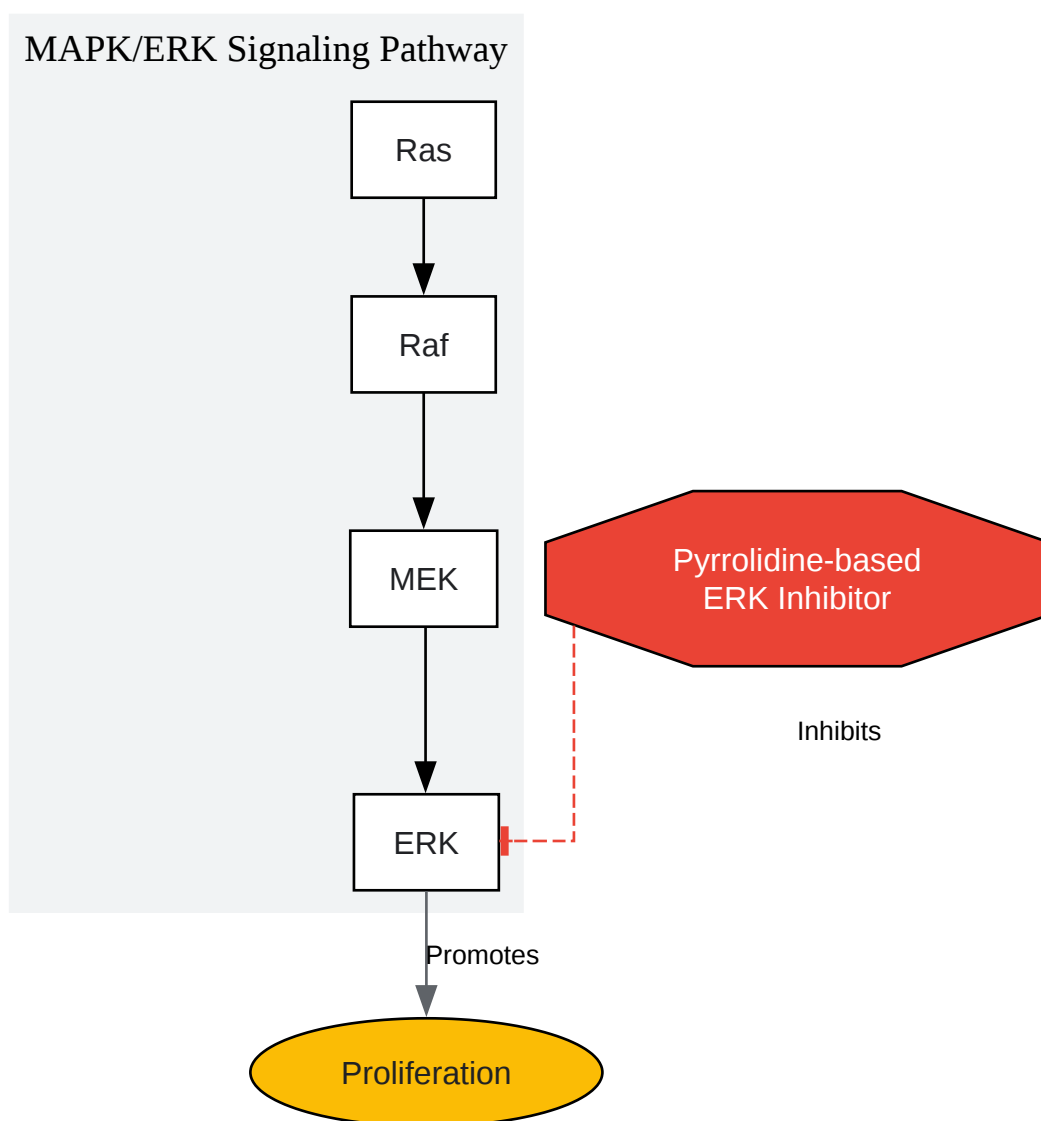 MAPK/ERK Signaling Pathway
Ras
Raf
MEK
Pyrrolidine-based
ERK Inhibitor
Inhibits
ERK
Promotes
Proliferation